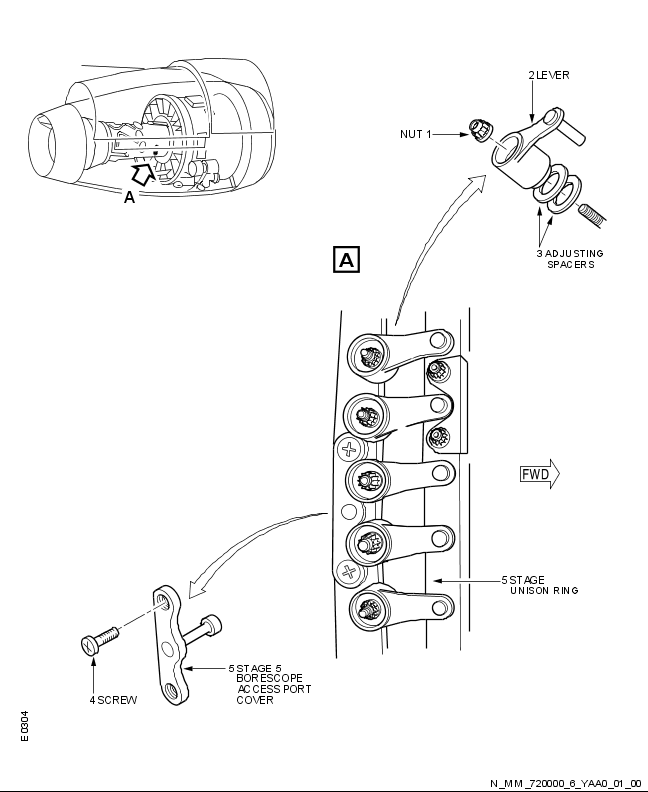 2 LEVER
NUT 1
A
3 ADJUSTING
SPACERS
A
FWD
5 STAGE
UNISON RING
5 STAGE 5
BORESCOPE
ACCESS PORT
COVER
4 SCREW
E0304
N_MM_720000_6_YAA0_01_00